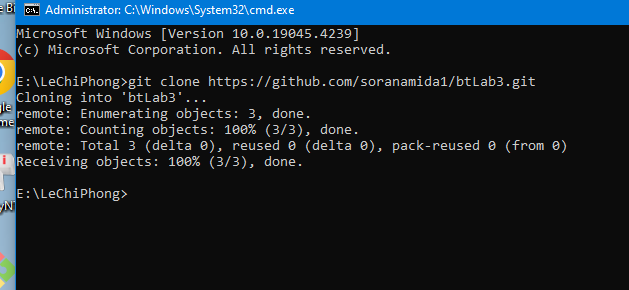 Administrator: C:\Windows\System32\cmd.exe
Microsoft Windows [Version 10.0.19045.4239]
(c) Microsoft Corporation. All rights reserved.
E:\LeChiPhong>git clone https://github.com/soranamida1/btLab3.git
Cloning into 'btLab3'...
remote: Enumerating objects: 3, done.
remote: Counting objects: 100% (3/3), done.
remote: Total 3 (delta 0), reused 0 (delta 0), pack-reused 0 (from 0)
Receiving objects: 100% (3/3), done.
E:\LeChiPhong>